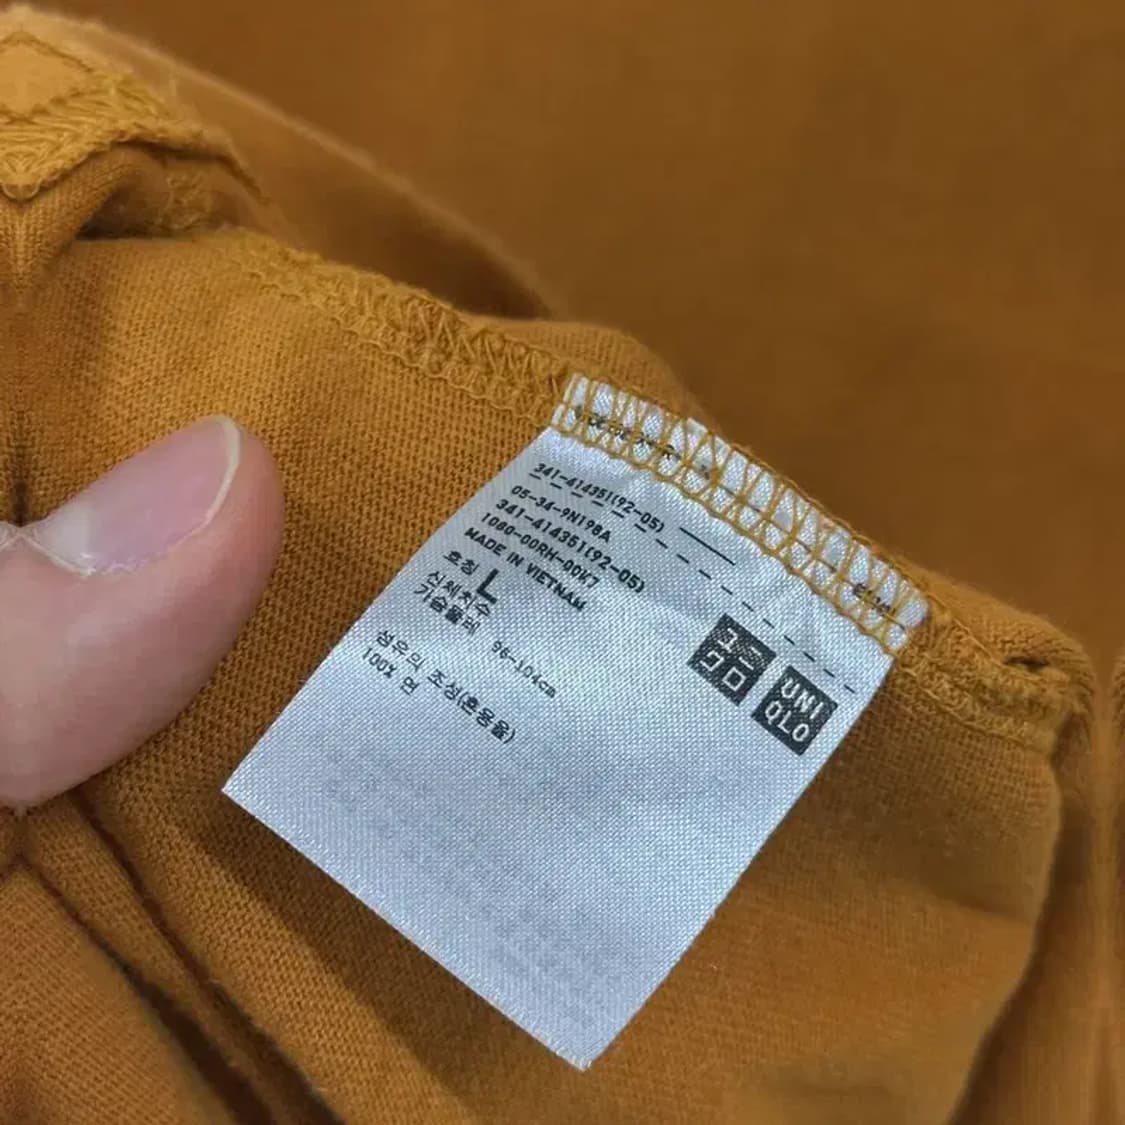 341-414351(92-05)
05-34-9N198A
341-414351(92-05)
1080-00RH-00K7
MADE IN VIETNAM
호칭 L
신체치수
가슴둘레 96-104cm
섬유의 조성(혼용율)
100% 면
ユニ
クロ
UNI
QLO